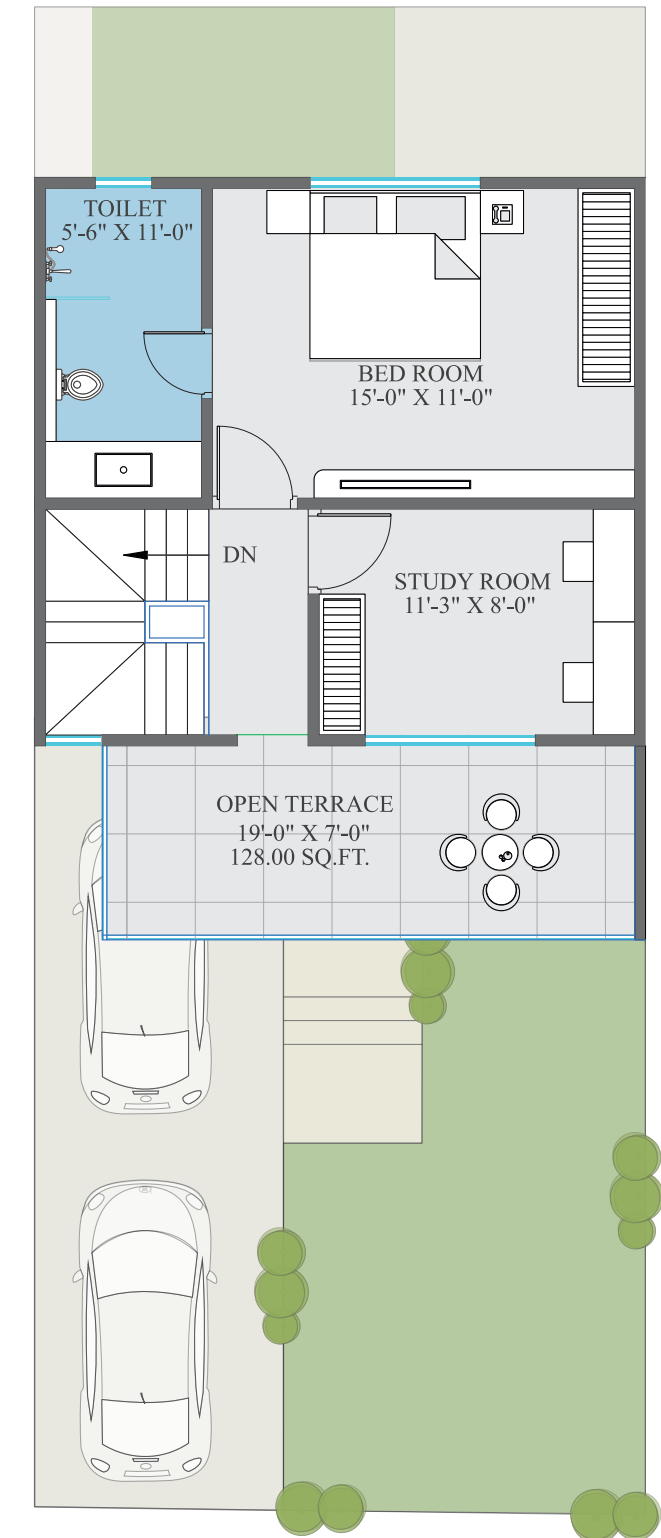 TOILET
5'-6" X 11'-0"
BED ROOM
15'-0" X 11'-0"
DN
STUDY ROOM
11'-3" X 8'-0"
OPEN TERRACE
19'-0" X 7'-0"
128.00 SQ.FT.